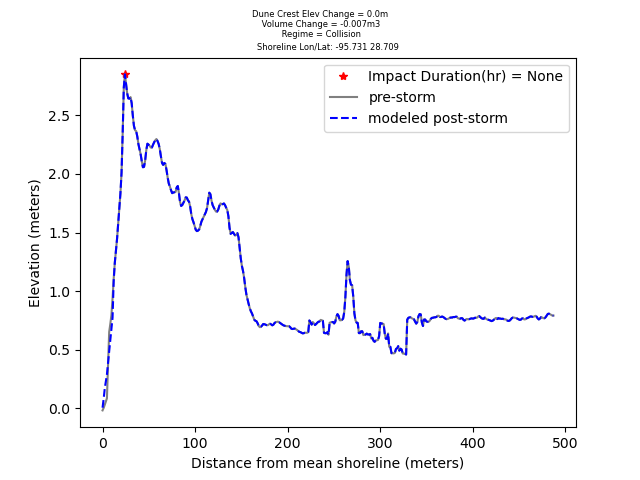 Dune Crest Elev Change = 0.0m
Volume Change = -0.007m3
Regime = Collision
Shoreline Lon/Lat: -95.731 28.709
Impact Duration(hr) = None
pre-storm
modeled post-storm
Elevation (meters)
2.5
2.0
1.5
1.0
0.5
0.0
0 100 200 300 400 500
Distance from mean shoreline (meters)